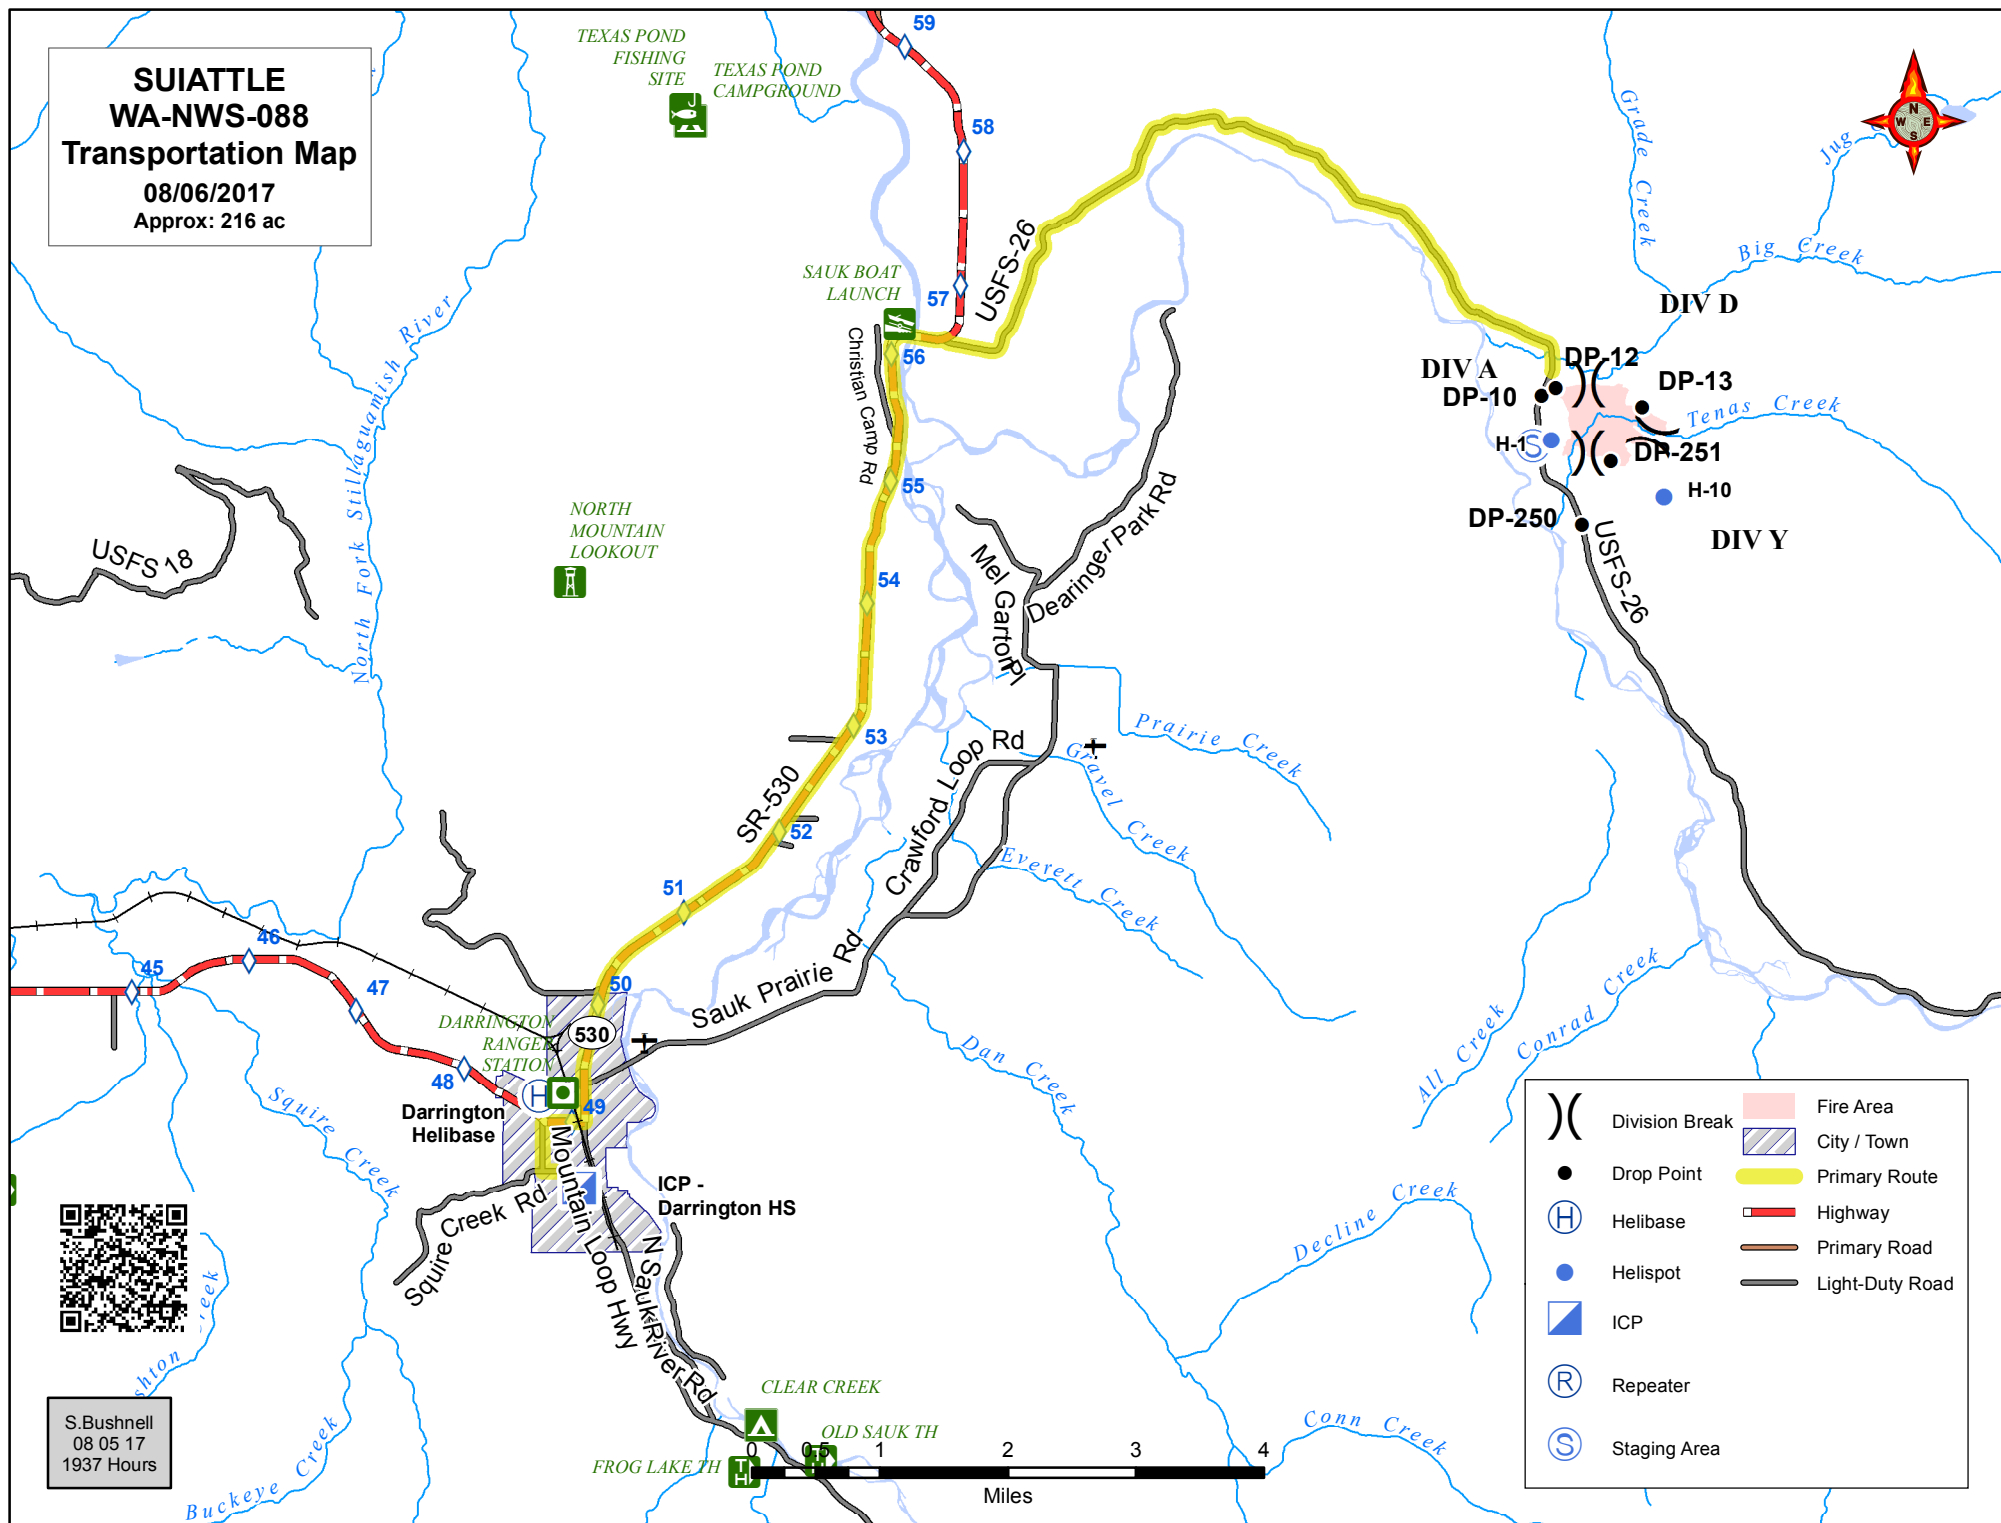 SUIATTLE
WA-NWS-088
Transportation Map
08/06/2017
Approx: 216 ac
TEXAS POND
FISHING
SITE
TEXAS POND
CAMPGROUND
59
58
57
56
55
54
53
52
51
50
49
48
47
46
45
N
W
E
S
Grade Creek
Jug
Big Creek
DIV D
DIV A
DP-12
DP-10
DP-13
Tenas Creek
H-1
S
DP-251
H-10
DP-250
DIV Y
USFS-26
USFS-26
SAUK BOAT
LAUNCH
Christian Camp Rd
North Fork Stillaguamish River
USFS 18
NORTH
MOUNTAIN
LOOKOUT
Mel Garton Pl
Dearinger Park Rd
Prairie Creek
Gravel Creek
Crawford Loop Rd
Everett Creek
SR-530
Sauk Prairie Rd
Dan Creek
All Creek
Conrad Creek
Decline Creek
Conn Creek
DARRINGTON
RANGER
STATION
530
H
Darrington
Helibase
ICP -
Darrington HS
Squire Creek
Squire Creek Rd
Mountain Loop Hwy
N Sauk River Rd
shton Creek
Buckeye Creek
CLEAR CREEK
OLD SAUK TH
FROG LAKE TH
TH
0 0.5 1 2 3 4
Miles
S.Bushnell
08 05 17
1937 Hours
Division Break
Drop Point
H Helibase
Helispot
ICP
R Repeater
S Staging Area
Fire Area
City / Town
Primary Route
Highway
Primary Road
Light-Duty Road